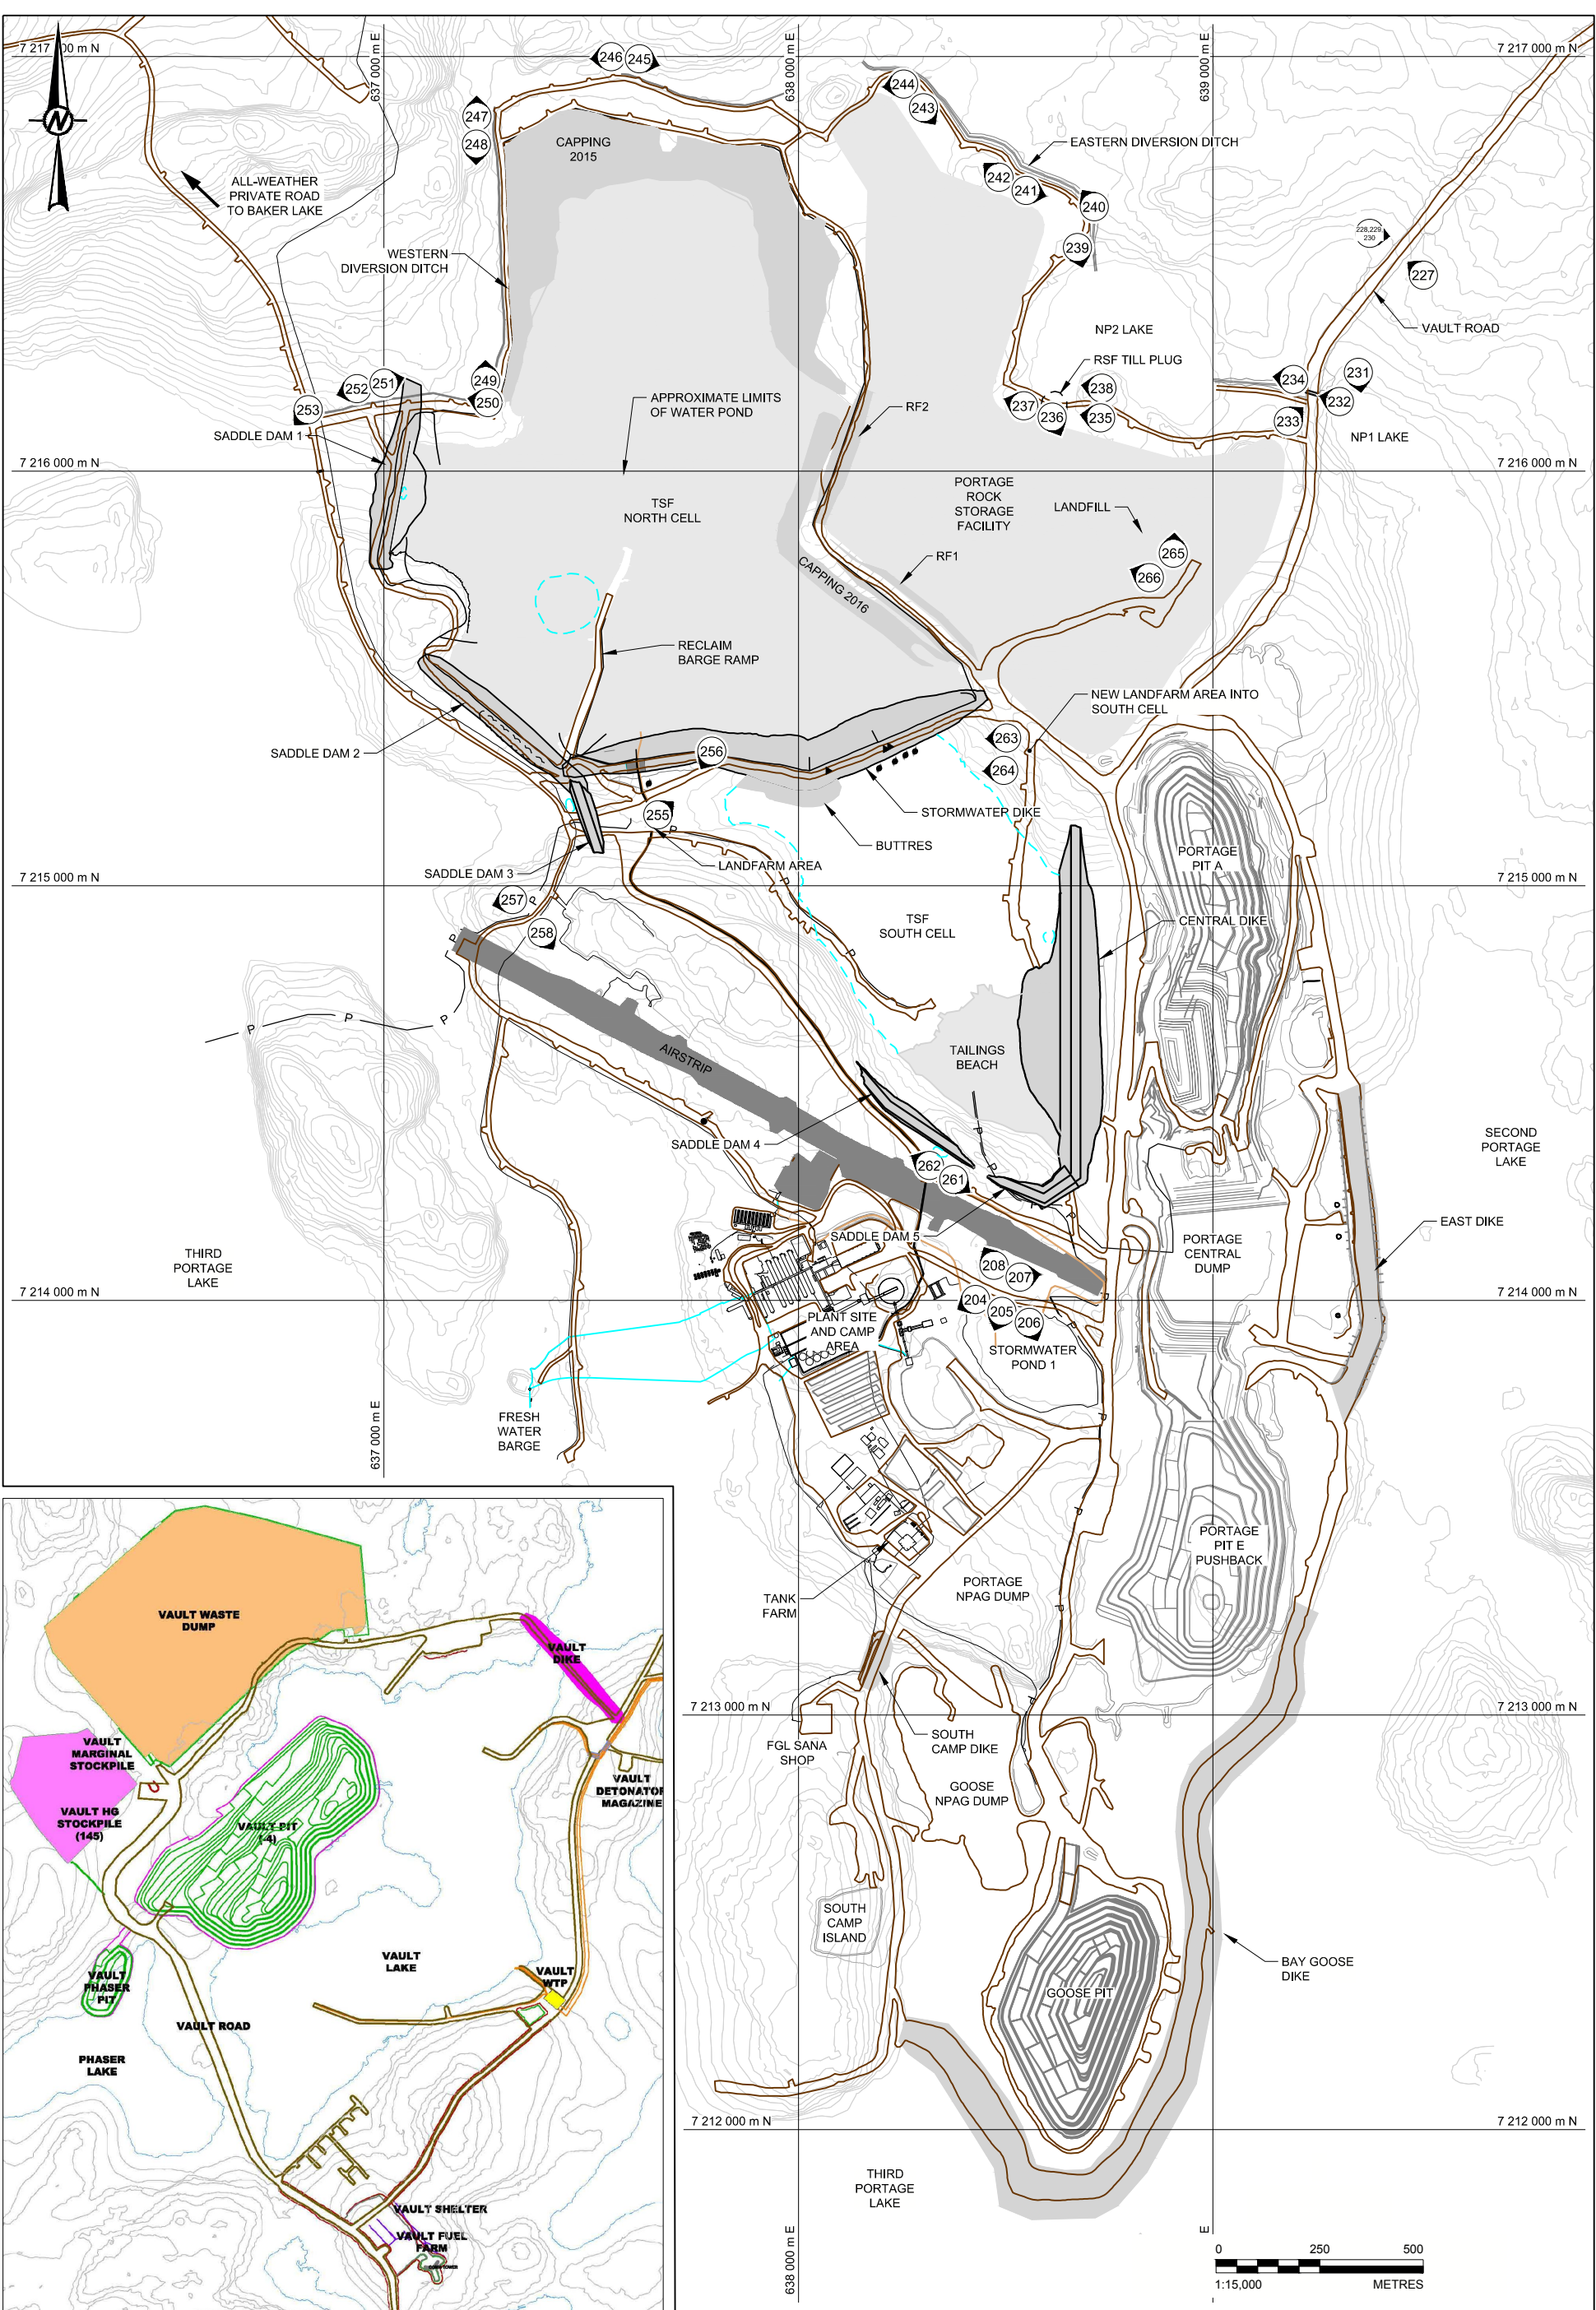 7 217 000 m N
637 000 m E
638 000 m E
639 000 m E
7 217 000 m N
246
245
244
243
247
248
CAPPING
2015
EASTERN DIVERSION DITCH
N
ALL-WEATHER
PRIVATE ROAD
TO BAKER LAKE
242
241
240
239
228,229,
230
227
WESTERN
DIVERSION DITCH
NP2 LAKE
VAULT ROAD
RSF TILL PLUG
252
251
249
250
253
SADDLE DAM 1
APPROXIMATE LIMITS
OF WATER POND
RF2
237
236
238
235
234
231
232
233
NP1 LAKE
7 216 000 m N
7 216 000 m N
TSF
NORTH CELL
PORTAGE
ROCK
STORAGE
FACILITY
LANDFILL
265
266
RF1
CAPPING 2016
RECLAIM
BARGE RAMP
NEW LANDFARM AREA INTO
SOUTH CELL
SADDLE DAM 2
256
263
264
255
STORMWATER DIKE
BUTTRES
P
LANDFARM AREA
SADDLE DAM 3
PORTAGE
PIT A
7 215 000 m N
7 215 000 m N
257
258
P
P
P
P
TSF
SOUTH CELL
CENTRAL DIKE
P
P
P
AIRSTRIP
TAILINGS
BEACH
P
P
P
SADDLE DAM 4
262
261
SECOND
PORTAGE
LAKE
EAST DIKE
SADDLE DAM 5
PORTAGE
CENTRAL
DUMP
THIRD
PORTAGE
LAKE
208
207
7 214 000 m N
7 214 000 m N
204
205
206
PLANT SITE
AND CAMP
AREA
STORMWATER
POND 1
P
P
637 000 m E
FRESH
WATER
BARGE
P
P
PORTAGE
PIT E
PUSHBACK
TANK
FARM
PORTAGE
NPAG DUMP
P
7 213 000 m N
7 213 000 m N
FGL SANA
SHOP
SOUTH
CAMP DIKE
GOOSE
NPAG DUMP
SOUTH
CAMP
ISLAND
GOOSE PIT
BAY GOOSE
DIKE
7 212 000 m N
7 212 000 m N
THIRD
PORTAGE
LAKE
638 000 m E
E
0 250 500
1:15,000 METRES
VAULT WASTE
DUMP
VAULT
DIKE
VAULT
MARGINAL
STOCKPILE
VAULT HG
STOCKPILE
(145)
VAULT PIT
(-4)
VAULT
DETONATOR
MAGAZINE
VAULT
LAKE
VAULT
WTP
VAULT
PHASER
PIT
VAULT ROAD
PHASER
LAKE
VAULT SHELTER
VAULT FUEL
FARM